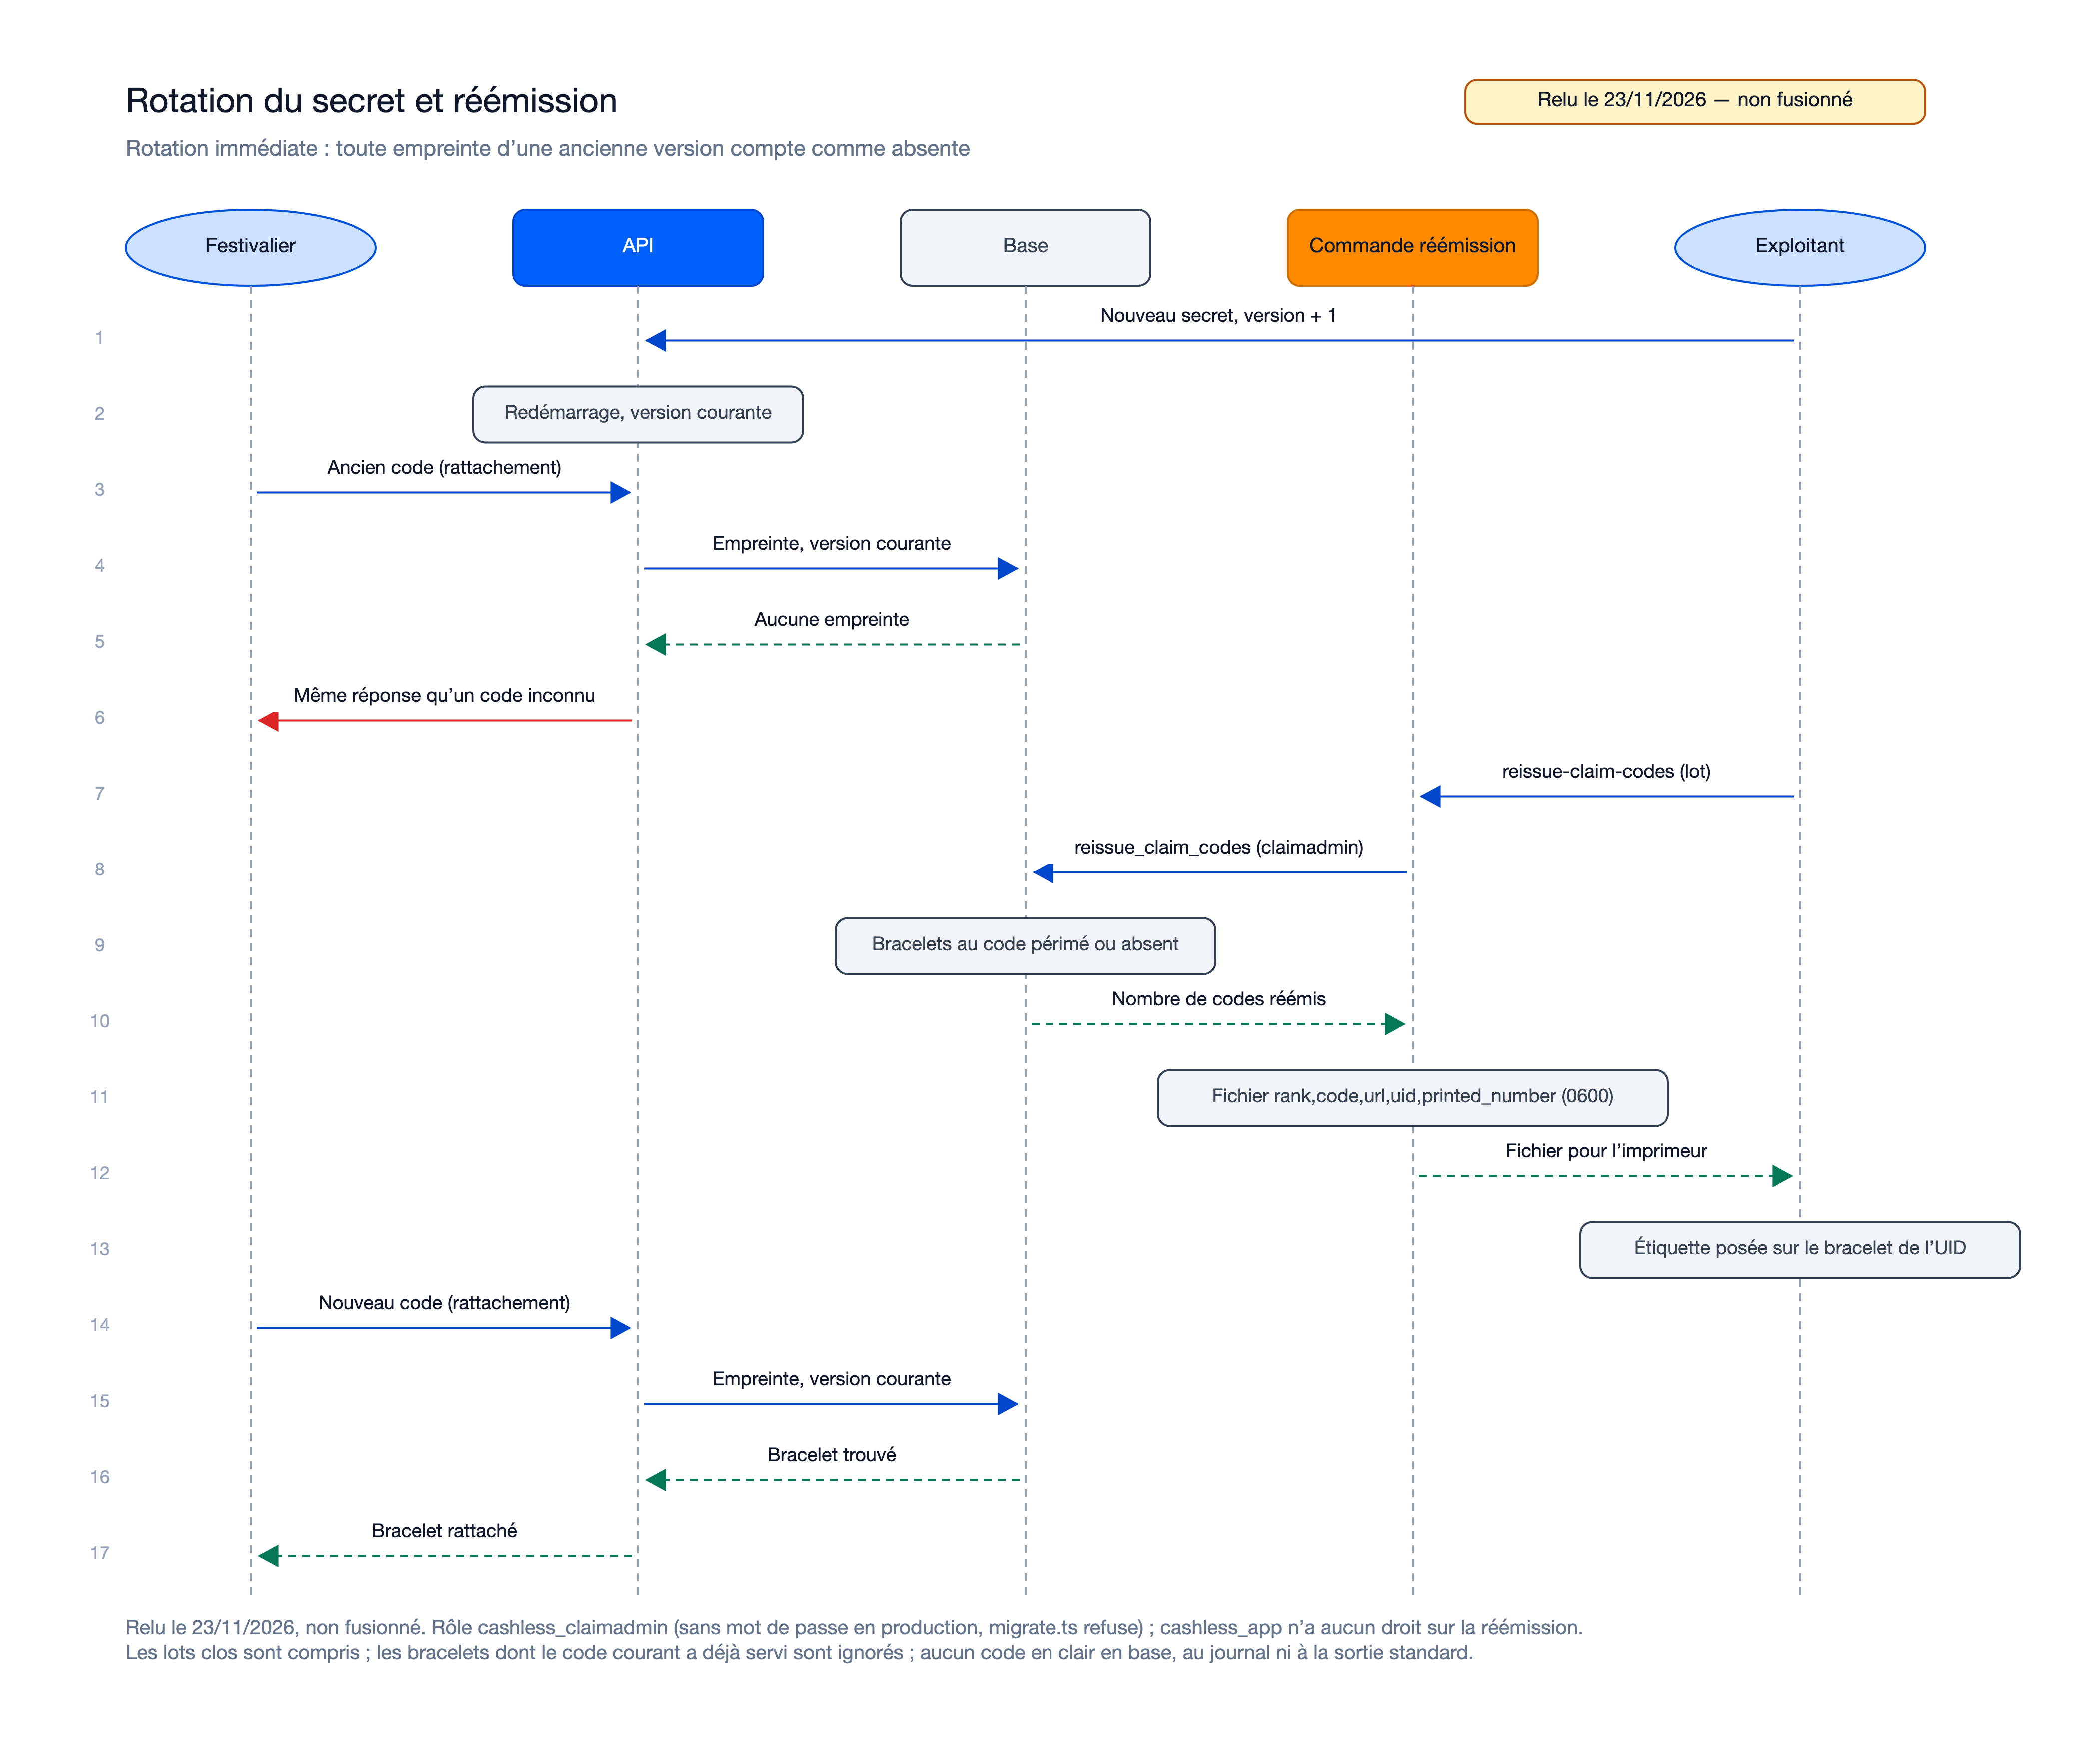 Rotation du secret et réémission
Relu le 23/11/2026 — non fusionné
Rotation immédiate : toute empreinte d’une ancienne version compte comme absente
Festivalier
API
Base
Commande réémission
Exploitant
1
Nouveau secret, version + 1
2
Redémarrage, version courante
3
Ancien code (rattachement)
4
Empreinte, version courante
5
Aucune empreinte
6
Même réponse qu’un code inconnu
7
reissue-claim-codes (lot)
8
reissue_claim_codes (claimadmin)
9
Bracelets au code périmé ou absent
10
Nombre de codes réémis
11
Fichier rank,code,url,uid,printed_number (0600)
12
Fichier pour l’imprimeur
13
Étiquette posée sur le bracelet de l’UID
14
Nouveau code (rattachement)
15
Empreinte, version courante
16
Bracelet trouvé
17
Bracelet rattaché
Relu le 23/11/2026, non fusionné. Rôle cashless_claimadmin (sans mot de passe en production, migrate.ts refuse) ; cashless_app n’a aucun droit sur la réémission.
Les lots clos sont compris ; les bracelets dont le code courant a déjà servi sont ignorés ; aucun code en clair en base, au journal ni à la sortie standard.